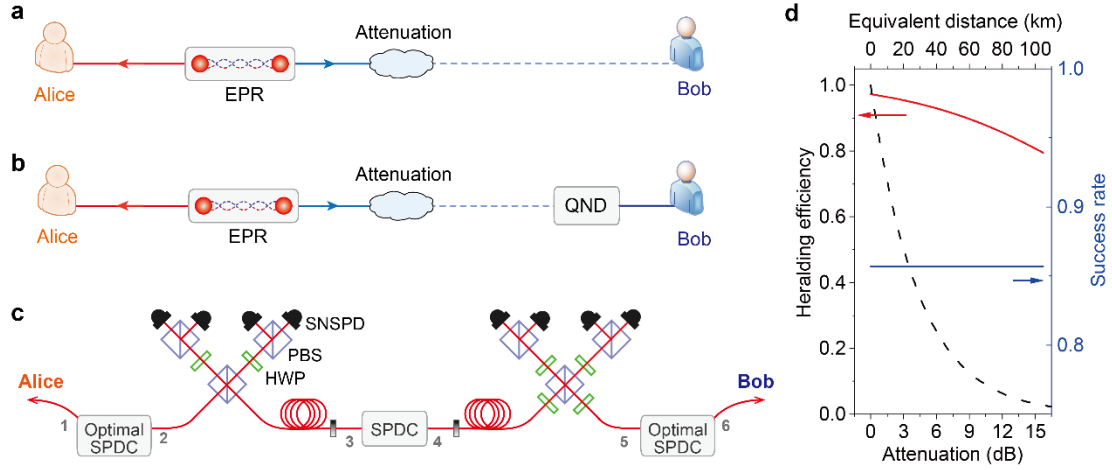 a
Attenuation
Alice
EPR
Bob
b
Attenuation
QND
Alice
EPR
Bob
c
SNSPD
PBS
HWP
Alice
Bob
1
Optimal
SPDC
2
3
SPDC
4
5
Optimal
SPDC
6
d
Equivalent distance (km)
0 20 40 60 80 100
1.0
0.8
0.6
0.4
0.2
0.0
Heralding efficiency
1.0
0.9
0.8
Success rate
0 3 6 9 12 15
Attenuation (dB)